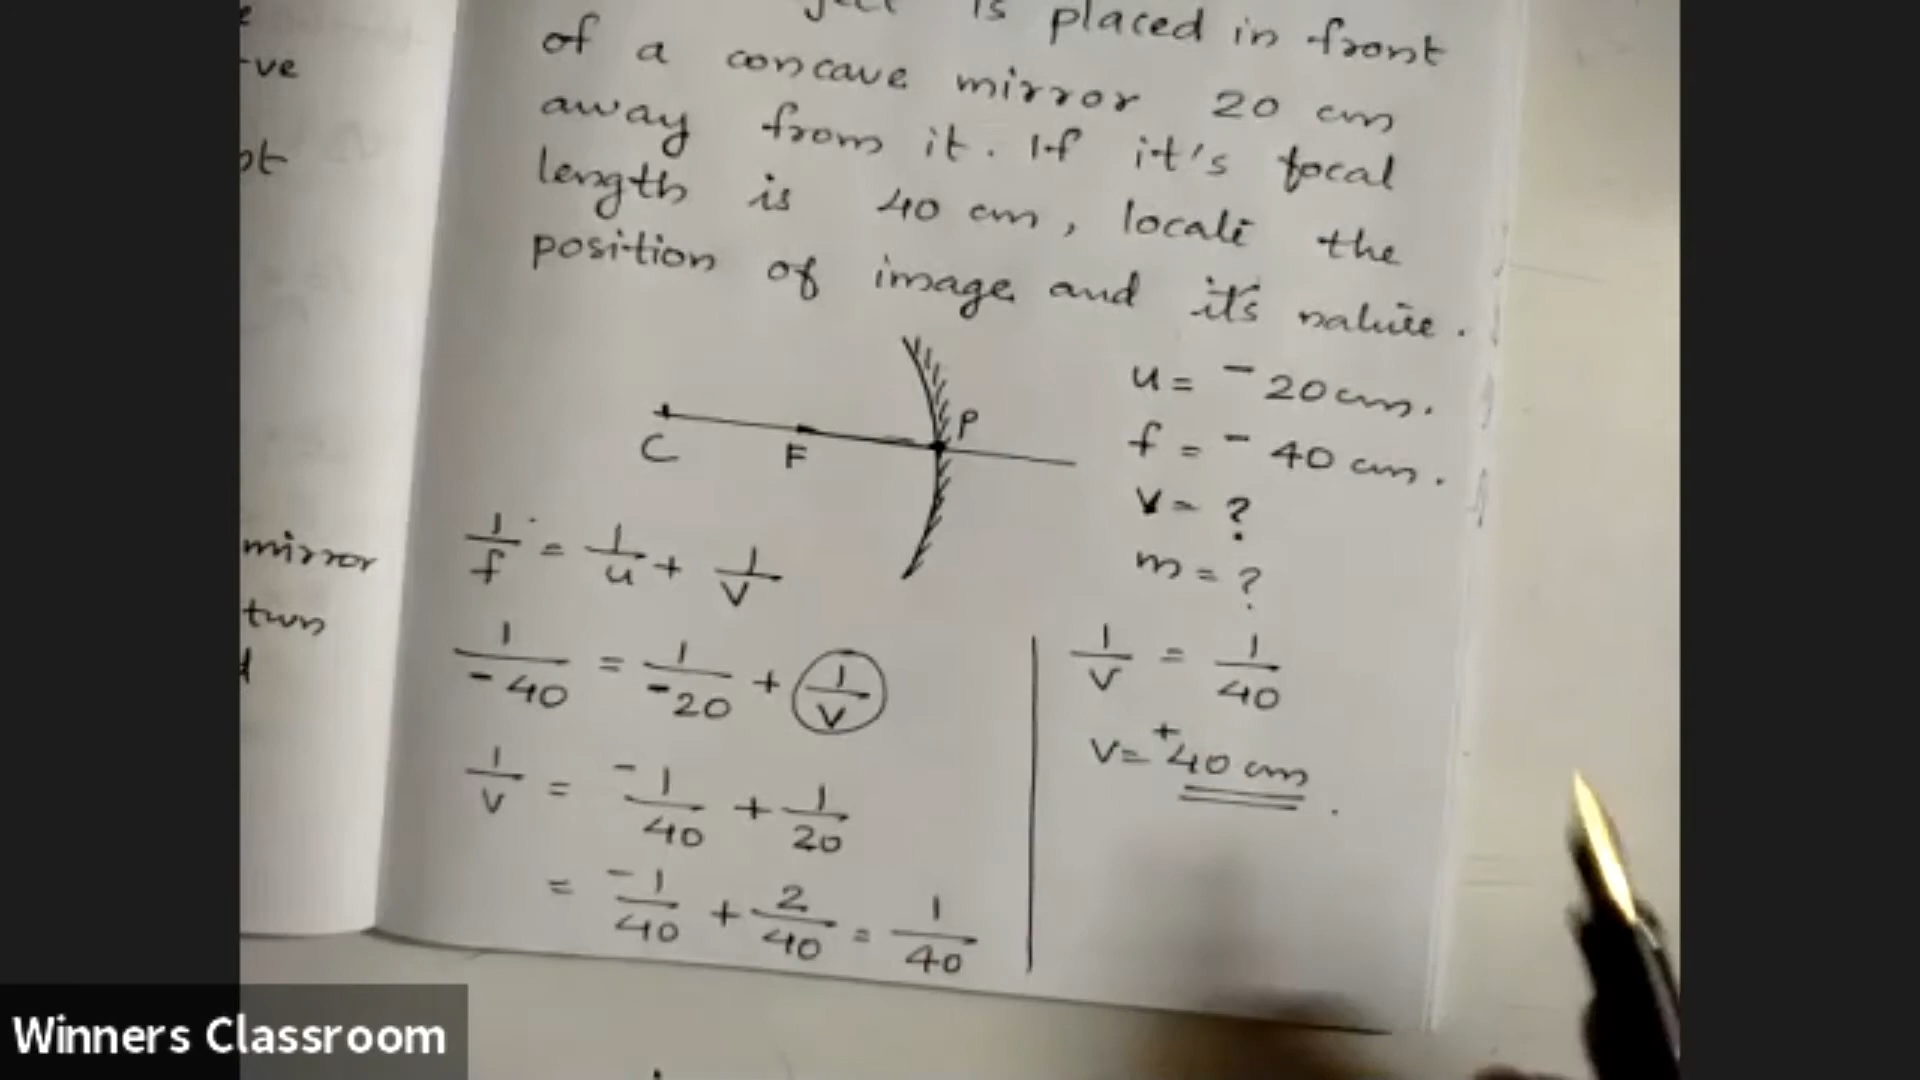 is placed in front
of a concave mirror 20 cm
away from it. If it's focal
length is 40 cm, locate the
position of image and it's nature.
ve
mirror
two
C F P
u = - 20 cm.
f = - 40 cm.
v = ?
m = ?
1/f = 1/u + 1/v
1/-40 = 1/-20 + 1/v
1/v = -1/40 + 1/20
= -1/40 + 2/40 = 1/40
1/v = 1/40
v = +40 cm.
Winners Classroom